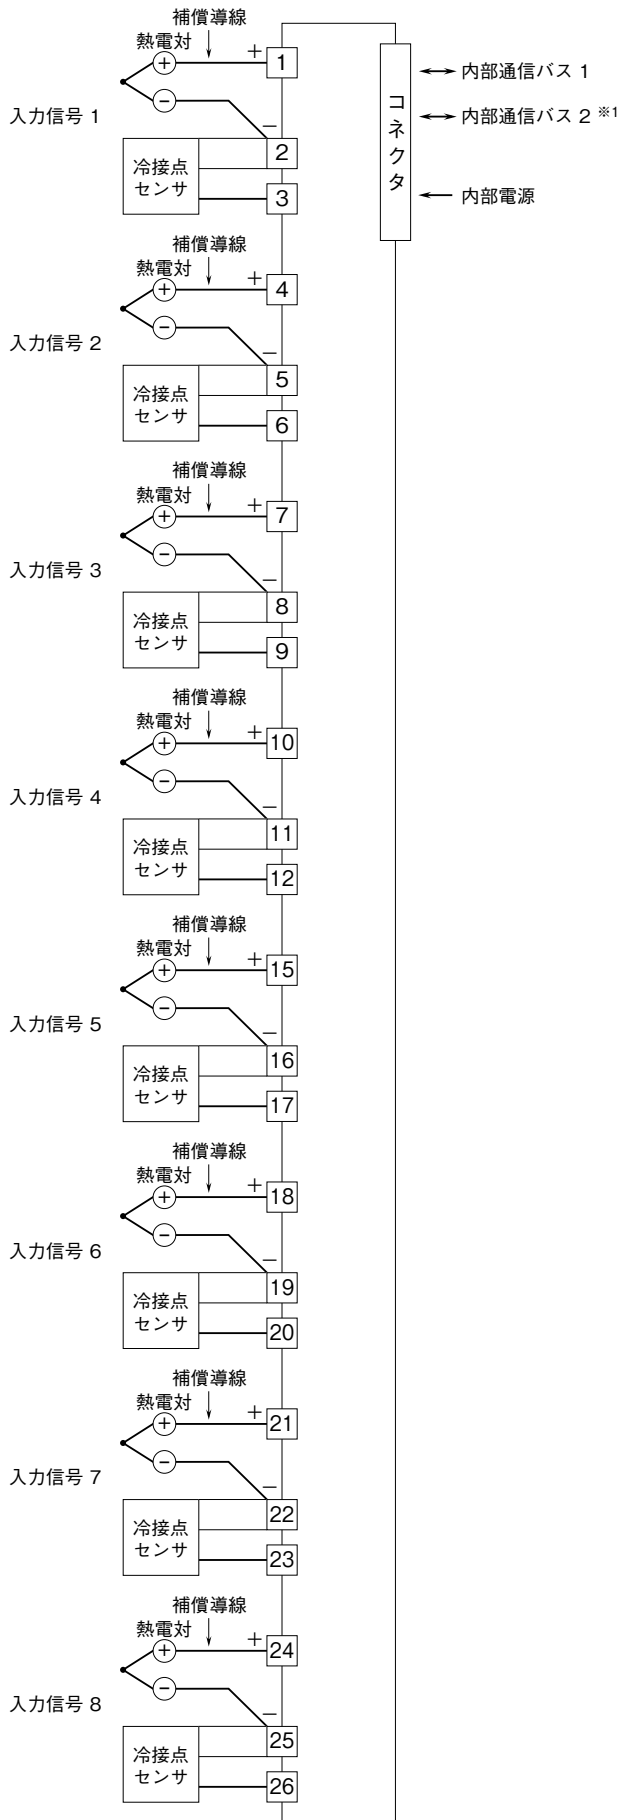 補償導線
熱電対
+
+
−
−
1
入力信号 1
2
冷接点
センサ
3
コネクタ
内部通信バス 1
内部通信バス 2 ※1
内部電源
補償導線
熱電対
+
+
−
−
4
入力信号 2
5
冷接点
センサ
6
補償導線
熱電対
+
+
−
−
7
入力信号 3
8
冷接点
センサ
9
補償導線
熱電対
+
+
−
−
10
入力信号 4
11
冷接点
センサ
12
補償導線
熱電対
+
+
−
−
15
入力信号 5
16
冷接点
センサ
17
補償導線
熱電対
+
+
−
−
18
入力信号 6
19
冷接点
センサ
20
補償導線
熱電対
+
+
−
−
21
入力信号 7
22
冷接点
センサ
23
補償導線
熱電対
+
+
−
−
24
入力信号 8
25
冷接点
センサ
26